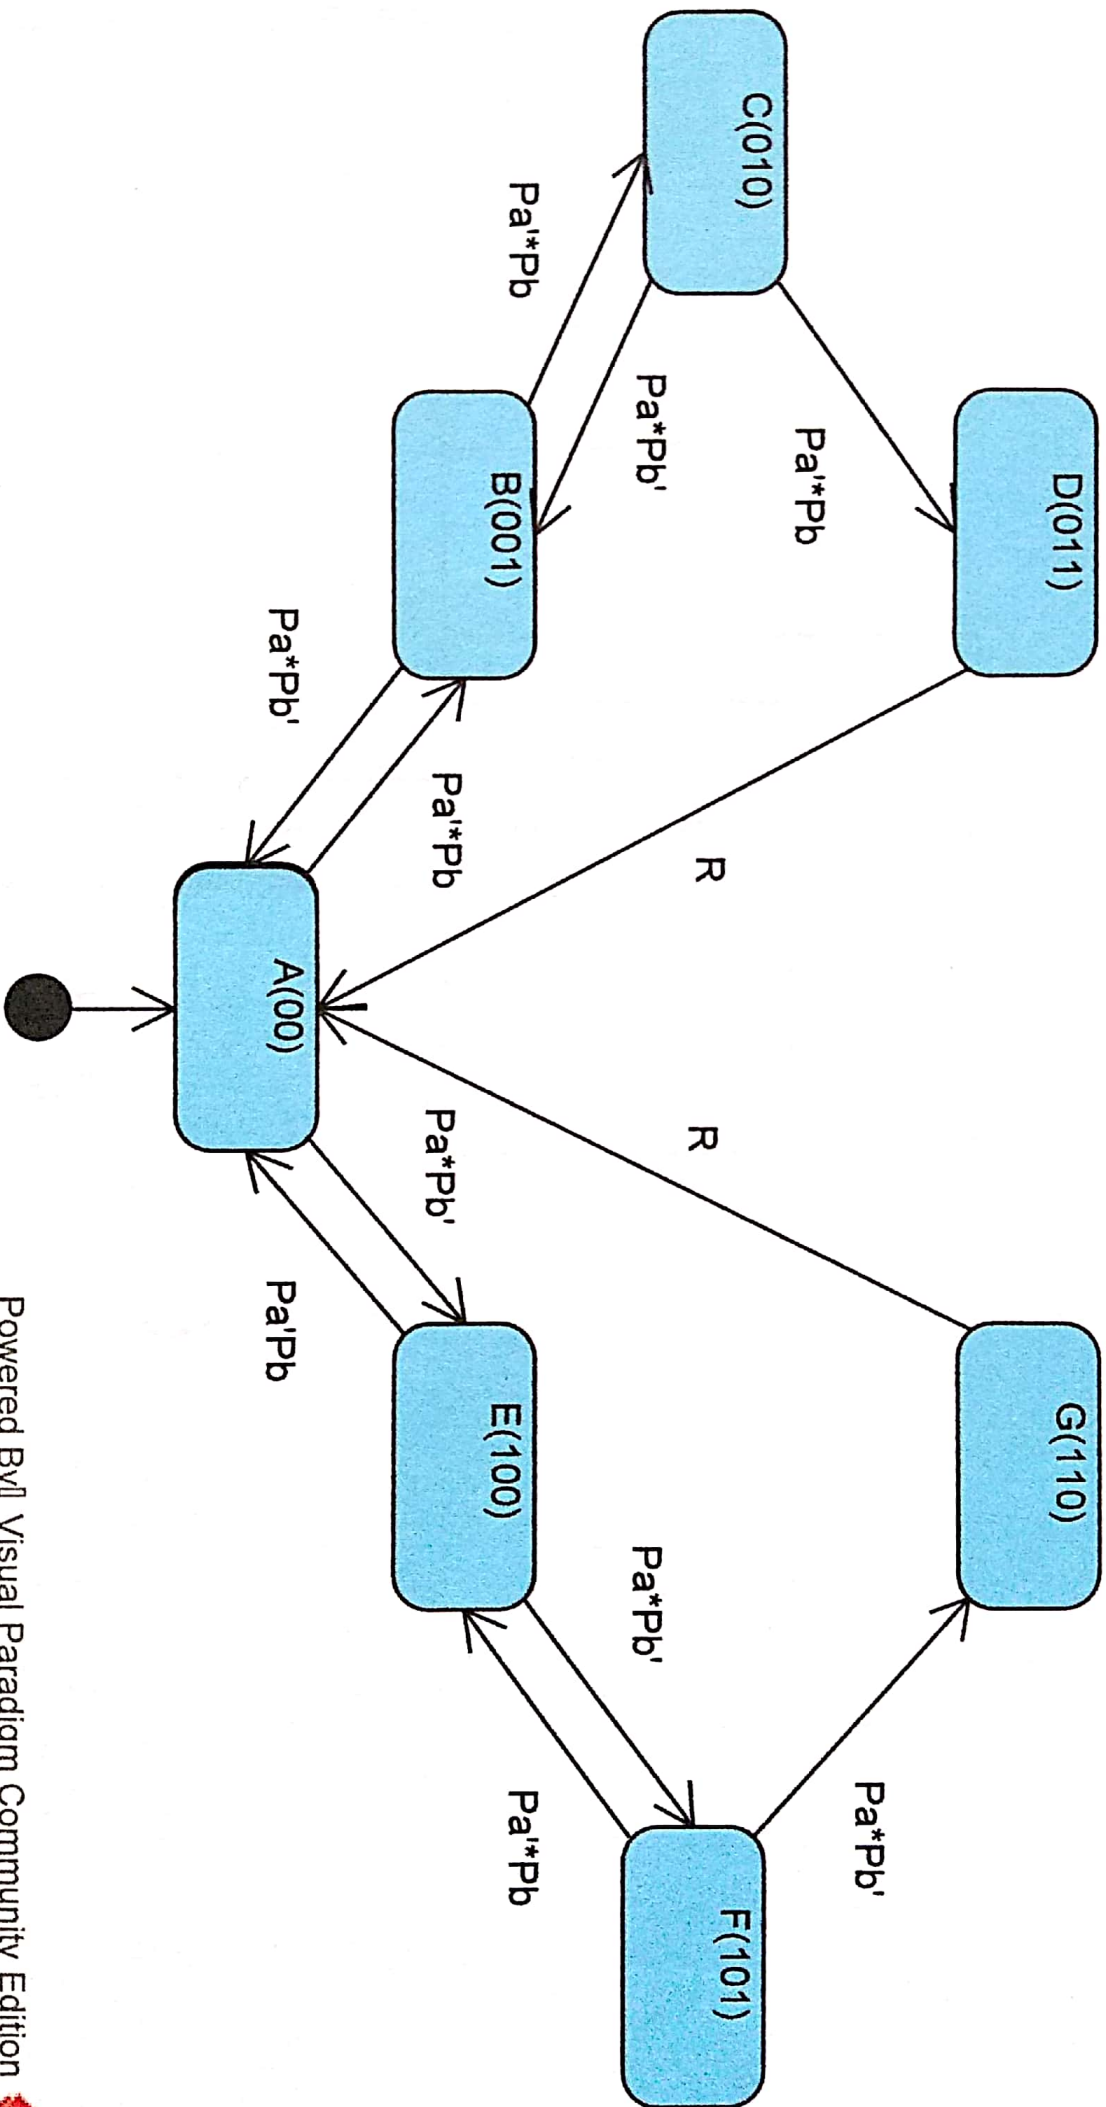 D(011)
G(110)
Pa'*Pb
R
R
Pa*Pb'
C(010)
F(101)
Pa*Pb'
Pa*Pb'
Pa'*Pb
B(001)
E(100)
Pa'*Pb
Pa'*Pb
Pa*Pb'
Pa*Pb'
A(00)
Pa'Pb
Powered By Visual Paradigm Community Edition